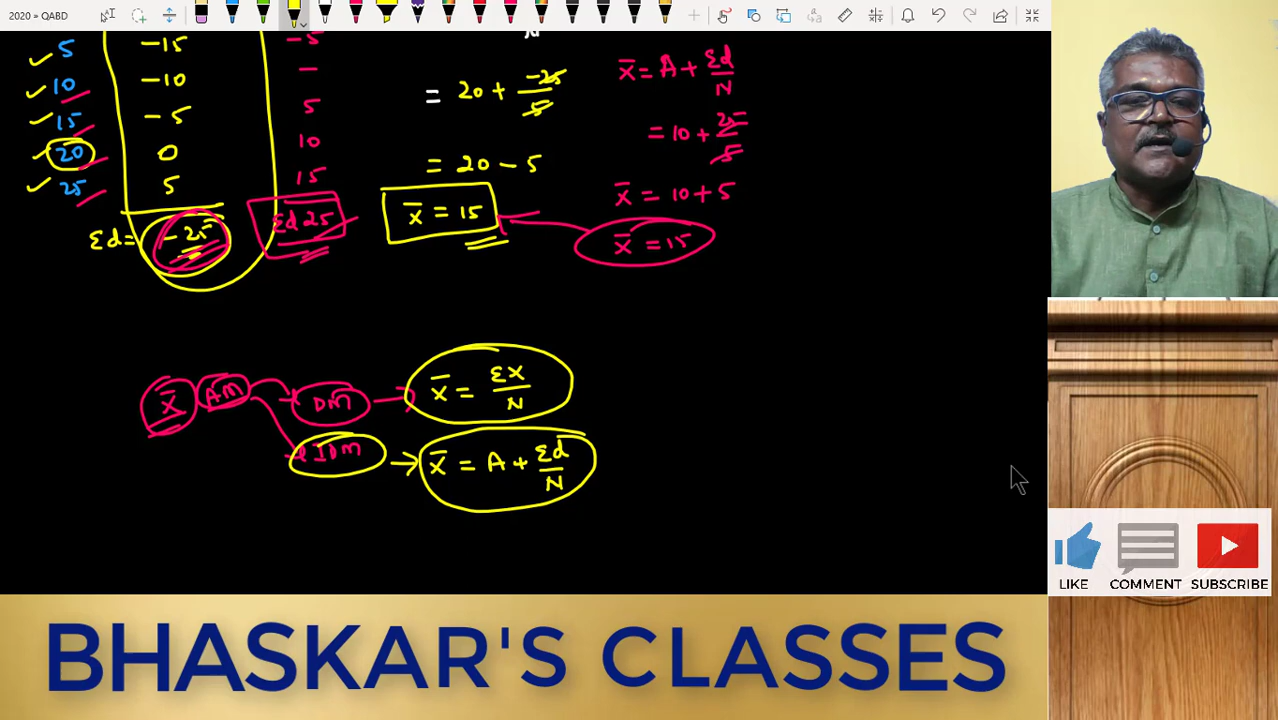 2020 » QABD
5 -15 -5
10 -10 -
15 -5 5
20 0 10
25 5 15
Σd = -25 Σd 25
N
= 20 + -25/5
= 20 - 5
x̄ = 15
x̄ = A + Σd/N
= 10 + 25/5
x̄ = 10 + 5
x̄ = 15
x̄ AM DM x̄ = Σx/N
IDM → x̄ = A + Σd/N
LIKE COMMENT SUBSCRIBE
BHASKAR'S CLASSES